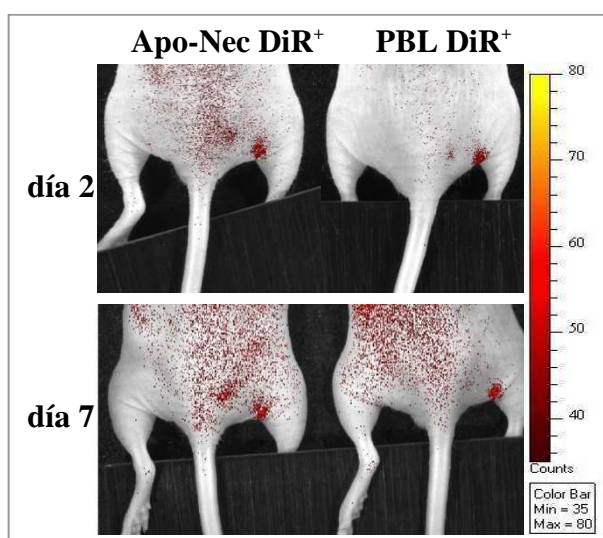 Apo-Nec DiR⁺ PBL DiR⁺
día 2
día 7
80
70
60
50
40
Counts
Color Bar
Min = 35
Max = 80